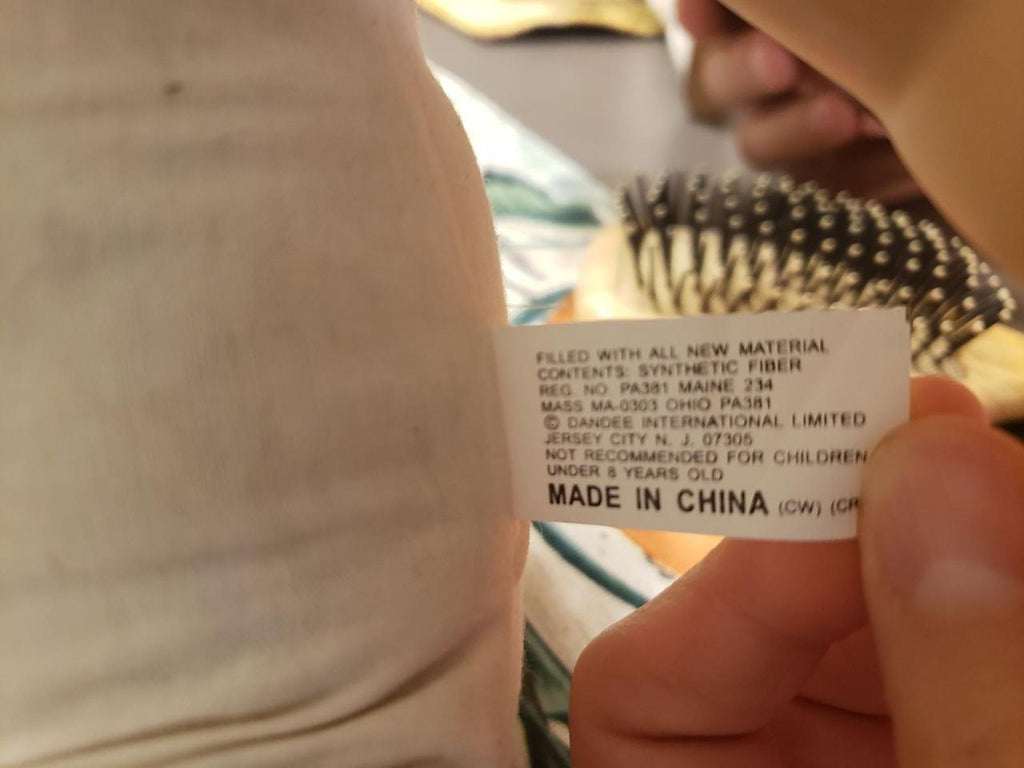 FILLED WITH ALL NEW MATERIAL
CONTENTS: SYNTHETIC FIBER
REG. NO. PA381 MAINE 234
MASS MA-0303 OHIO PA381
© DANDEE INTERNATIONAL LIMITED
JERSEY CITY N. J. 07305
NOT RECOMMENDED FOR CHILDREN
UNDER 8 YEARS OLD
MADE IN CHINA (CW) (CR